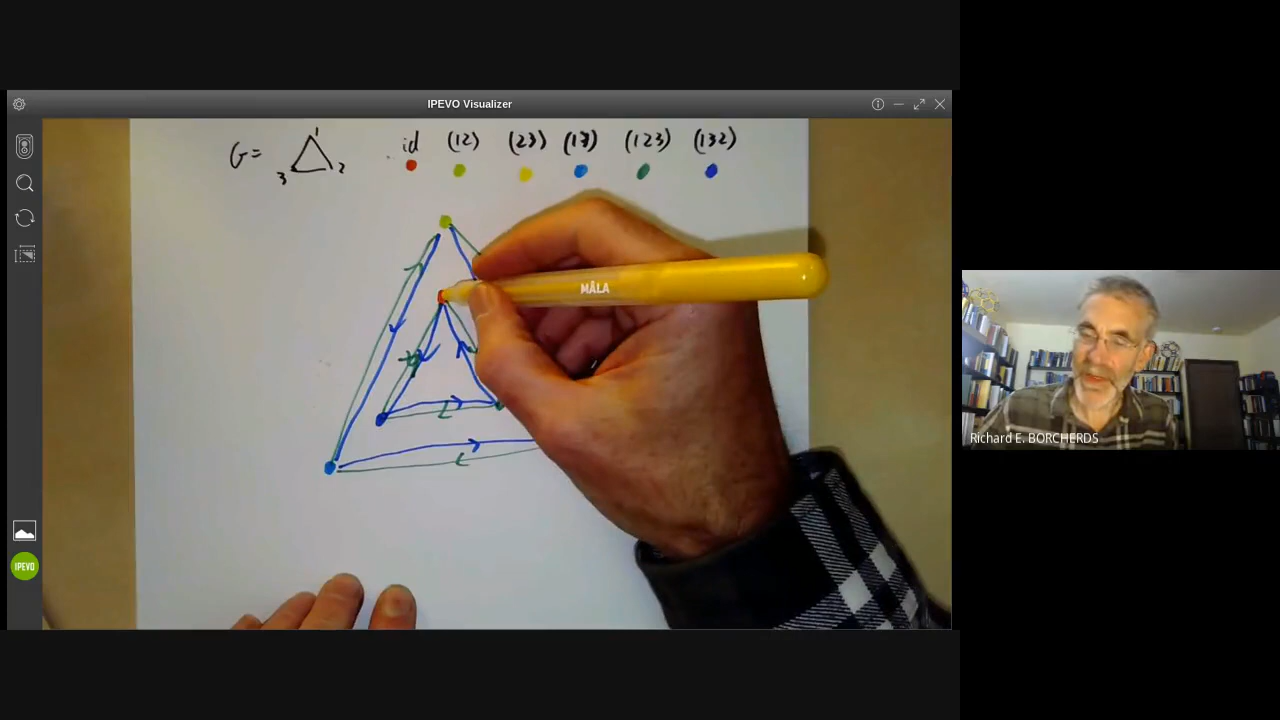 IPEVO Visualizer
G= 1 2 3 id (12) (23) (13) (123) (132)
MÅLA
Richard E. BORCHERDS
IPEVO